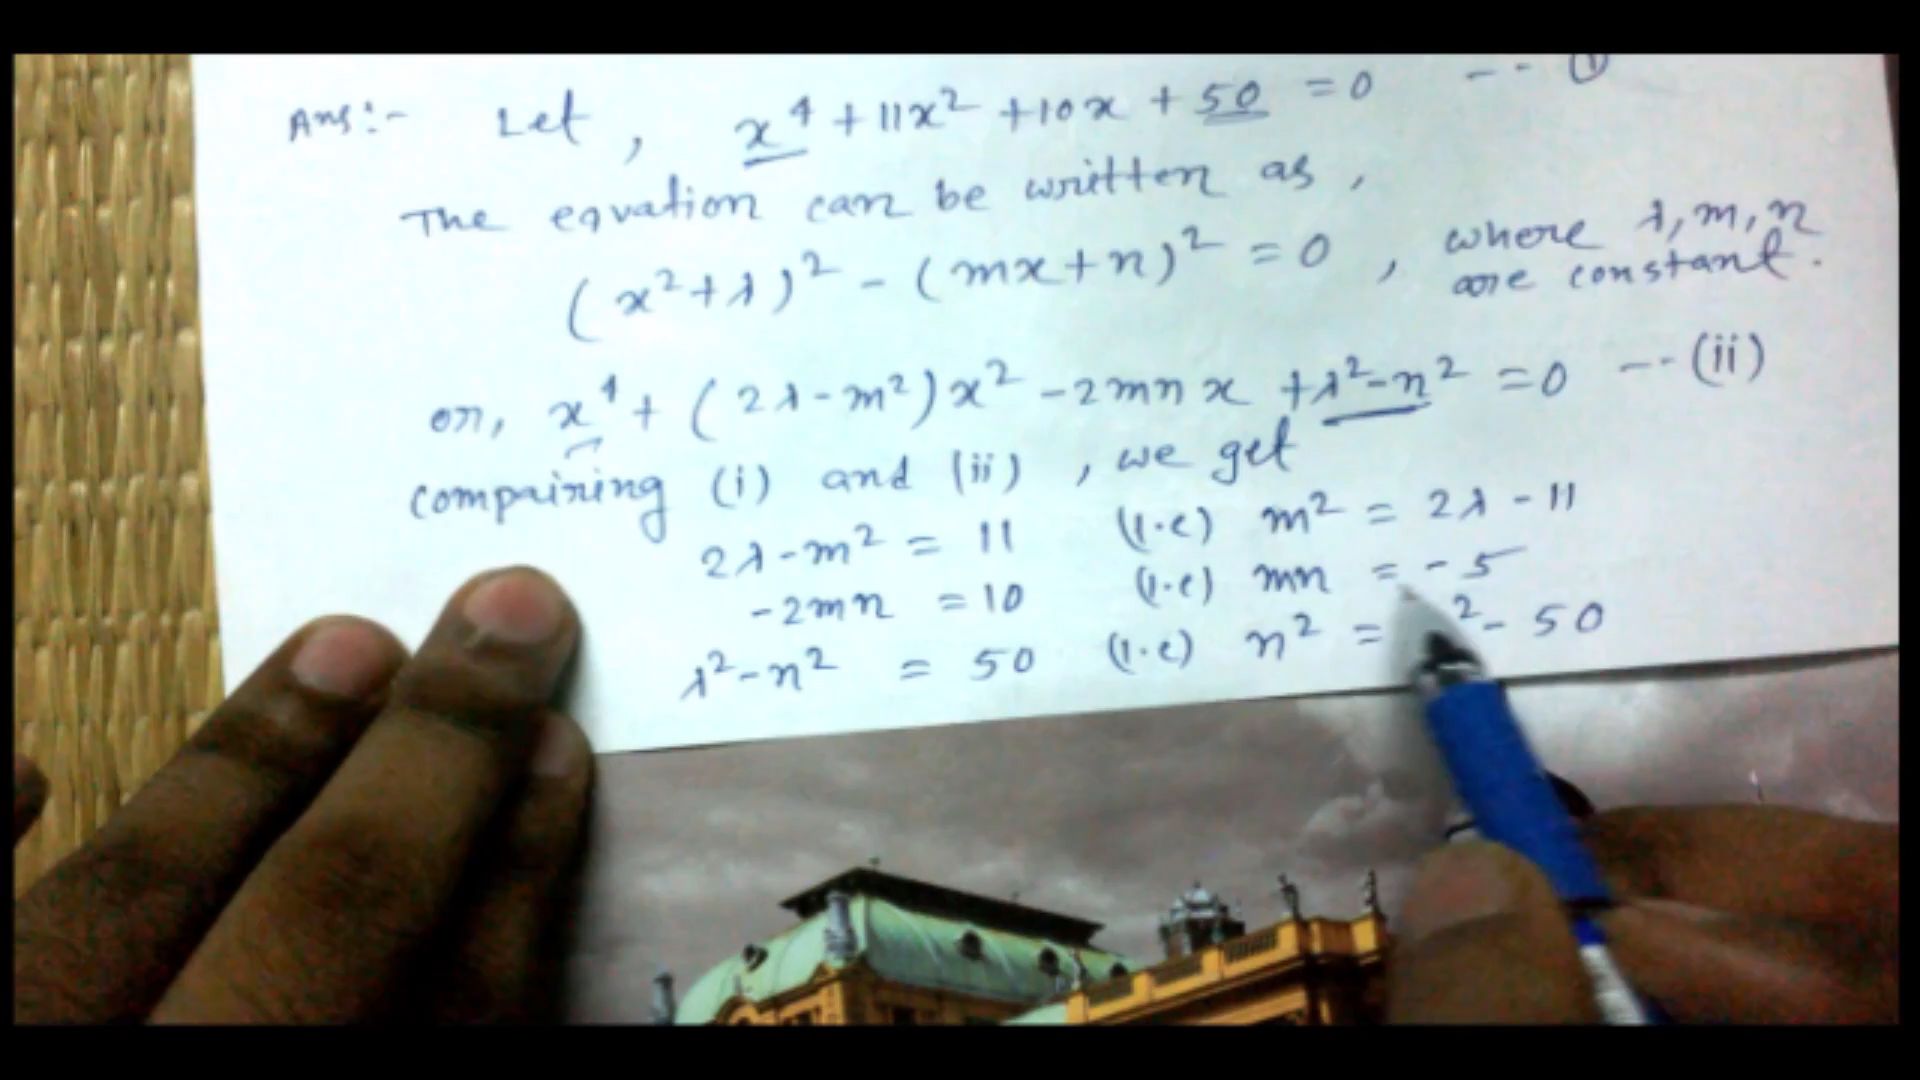 Ans:- Let, x⁴ + 11x² + 10x + 50 = 0 -- (i)
The equation can be written as,
(x² + λ)² - (mx + n)² = 0, where λ, m, n
are constant.
or, x⁴ + (2λ - m²)x² - 2mnx + λ² - n² = 0 --- (ii)
compairing (i) and (ii), we get
2λ - m² = 11 (i.e) m² = 2λ - 11
-2mn = 10 (i.e) mn = -5
λ² - n² = 50 (i.e) n² = ² - 50